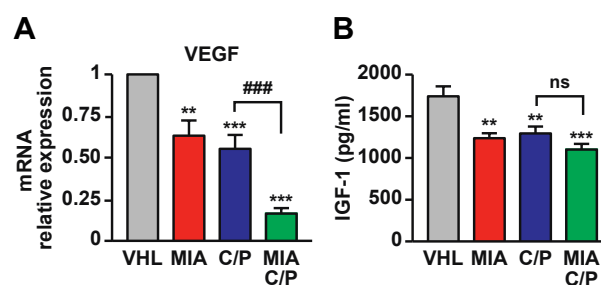 A
VEGF
mRNA
relative expression
1
0.75
0.50
0.25
0
**
***
###
***
VHL MIA C/P MIA
C/P
B
IGF-1 (pg/ml)
2000
1500
1000
500
0
**
**
ns
***
VHL MIA C/P MIA
C/P